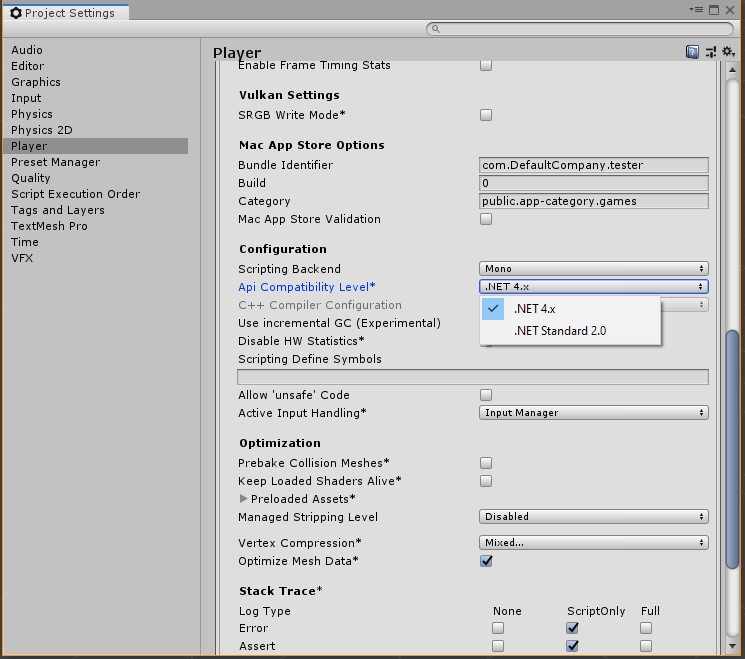 Project Settings
Audio
Editor
Graphics
Input
Physics
Physics 2D
Player
Preset Manager
Quality
Script Execution Order
Tags and Layers
TextMesh Pro
Time
VFX
Player
Enable Frame Timing Stats
Vulkan Settings
SRGB Write Mode*
Mac App Store Options
Bundle Identifier com.DefaultCompany.tester
Build 0
Category public.app-category.games
Mac App Store Validation
Configuration
Scripting Backend Mono
Api Compatibility Level* .NET 4.x
C++ Compiler Configuration
.NET 4.x
Use incremental GC (Experimental)
.NET Standard 2.0
Disable HW Statistics*
Scripting Define Symbols
Allow 'unsafe' Code
Active Input Handling* Input Manager
Optimization
Prebake Collision Meshes*
Keep Loaded Shaders Alive*
Preloaded Assets*
Managed Stripping Level Disabled
Vertex Compression* Mixed...
Optimize Mesh Data*
Stack Trace*
Log Type None ScriptOnly Full
Error
Assert